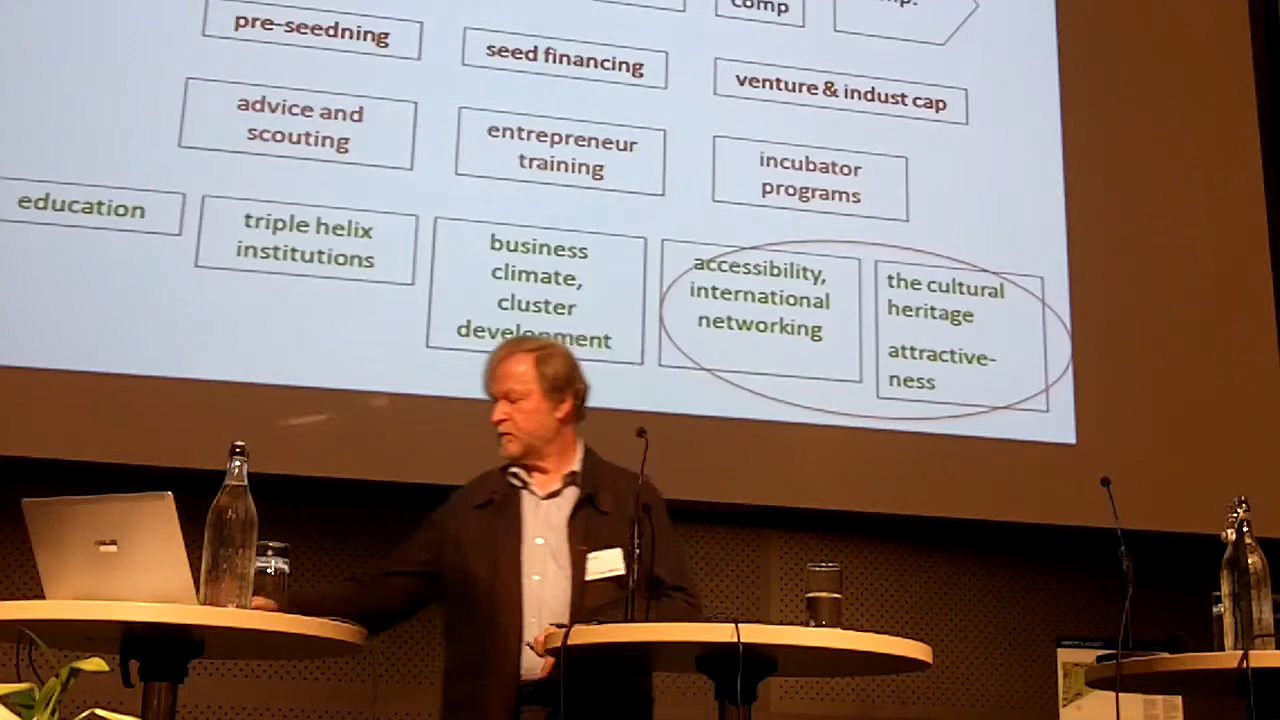 comp
mp.
pre-seedning
seed financing
venture & indust cap
advice and
scouting
entrepreneur
training
incubator
programs
education
triple helix
institutions
business
climate,
cluster
development
accessibility,
international
networking
the cultural
heritage
attractive-
ness